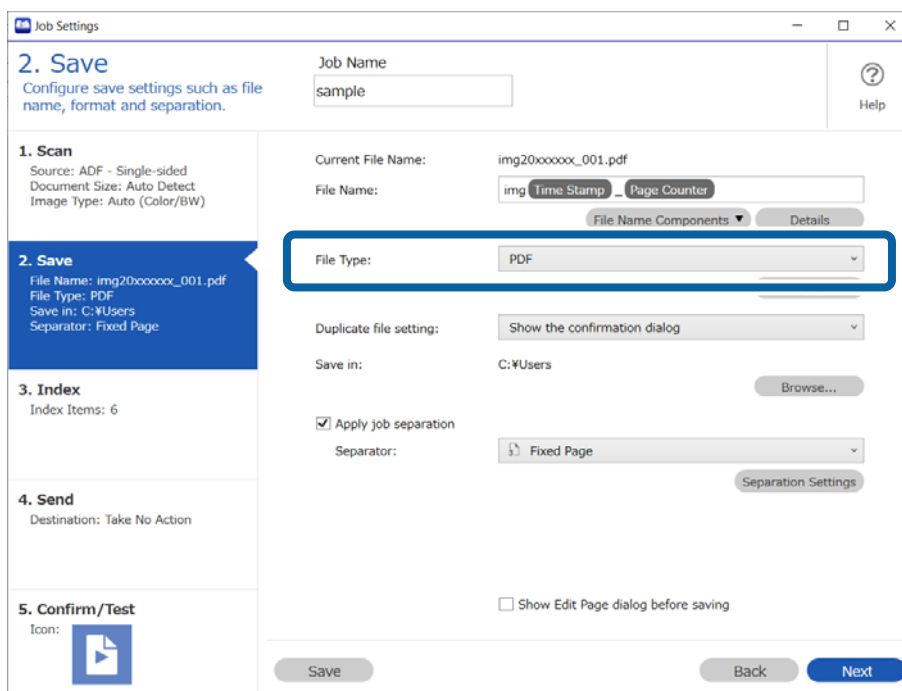 Job Settings
2. Save
Configure save settings such as file
name, format and separation.
Job Name
sample
Help
1. Scan
Source: ADF - Single-sided
Document Size: Auto Detect
Image Type: Auto (Color/BW)
2. Save
File Name: img20xxxxxx_001.pdf
File Type: PDF
Save in: C:¥Users
Separator: Fixed Page
3. Index
Index Items: 6
4. Send
Destination: Take No Action
5. Confirm/Test
Icon:
Current File Name: img20xxxxxx_001.pdf
File Name: img Time Stamp _ Page Counter
File Name Components ▼ Details
File Type: PDF
Duplicate file setting: Show the confirmation dialog
Save in: C:¥Users
Browse...
Apply job separation
Separator: Fixed Page
Separation Settings
Show Edit Page dialog before saving
Save Back Next